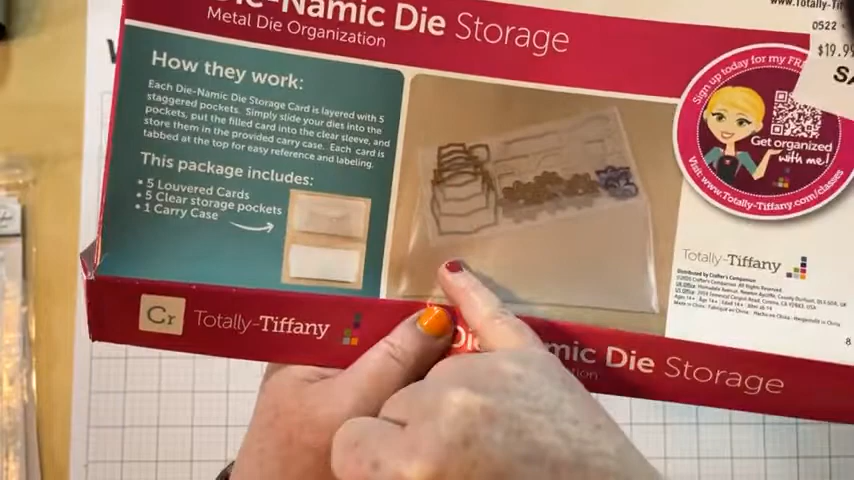 Die-Namic Die Storage
Metal Die Organization
0522
$19.99
How they work:
Each Die-Namic Die Storage Card is layered with 5
staggered pockets. Simply slide your dies into the
pockets, put the filled card into the clear sleeve, and
store them in the provided carry case. Each card is
tabbed at the top for easy reference and labeling.
This package includes:
• 5 Louvered Cards
• 5 Clear storage pockets
• 1 Carry Case
Sign up today for my
Get organized
with me!
Visit www.Totally-Tiffany.com/classes
Totally-Tiffany
Distributed by Crafter's Companion
Cr
Totally-Tiffany
Die Storage